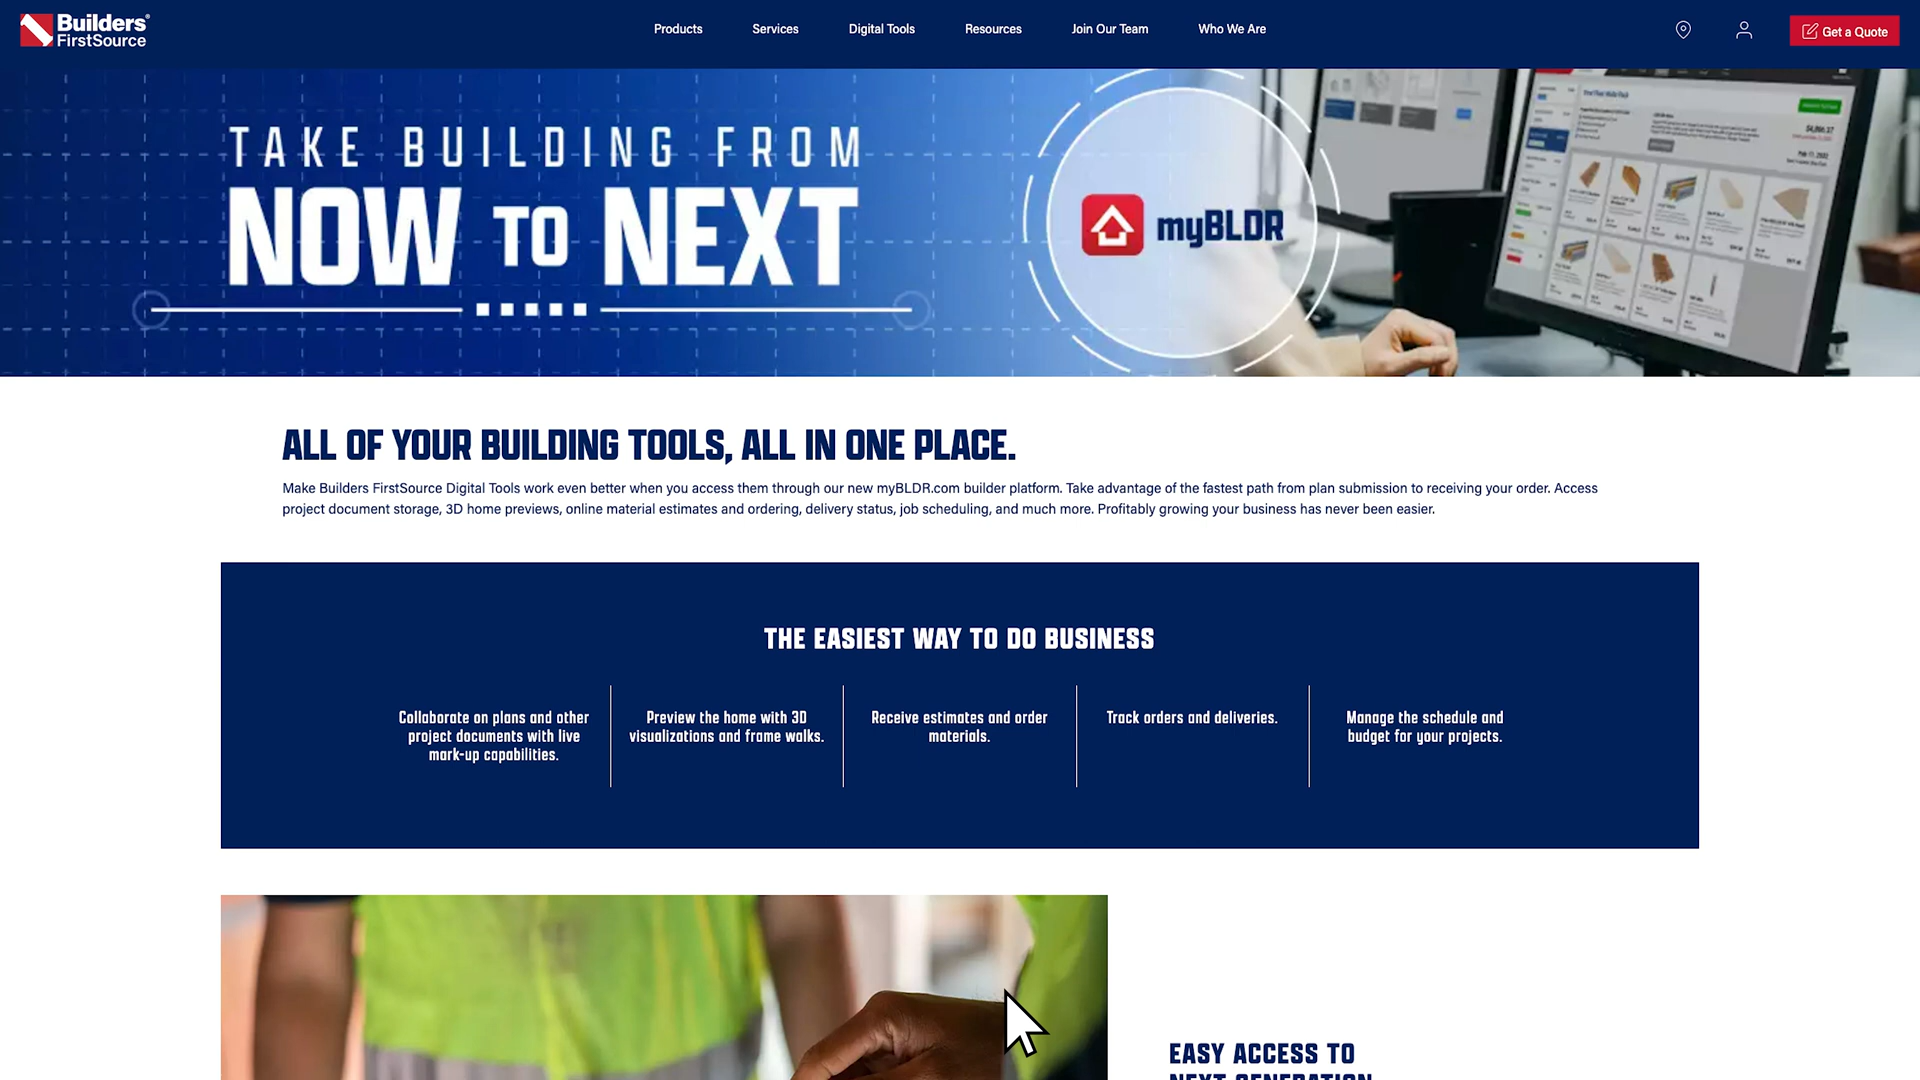 Builders
FirstSource
Products
Services
Digital Tools
Resources
Join Our Team
Who We Are
Get a Quote
TAKE BUILDING FROM
NOW TO NEXT
myBLDR
ALL OF YOUR BUILDING TOOLS, ALL IN ONE PLACE.
Make Builders FirstSource Digital Tools work even better when you access them through our new myBLDR.com builder platform. Take advantage of the fastest path from plan submission to receiving your order. Access
project document storage, 3D home previews, online material estimates and ordering, delivery status, job scheduling, and much more. Profitably growing your business has never been easier.
THE EASIEST WAY TO DO BUSINESS
Collaborate on plans and other
project documents with live
mark-up capabilities.
Preview the home with 3D
visualizations and frame walks.
Receive estimates and order
materials.
Track orders and deliveries.
Manage the schedule and
budget for your projects.
EASY ACCESS TO
NEXT GENERATION